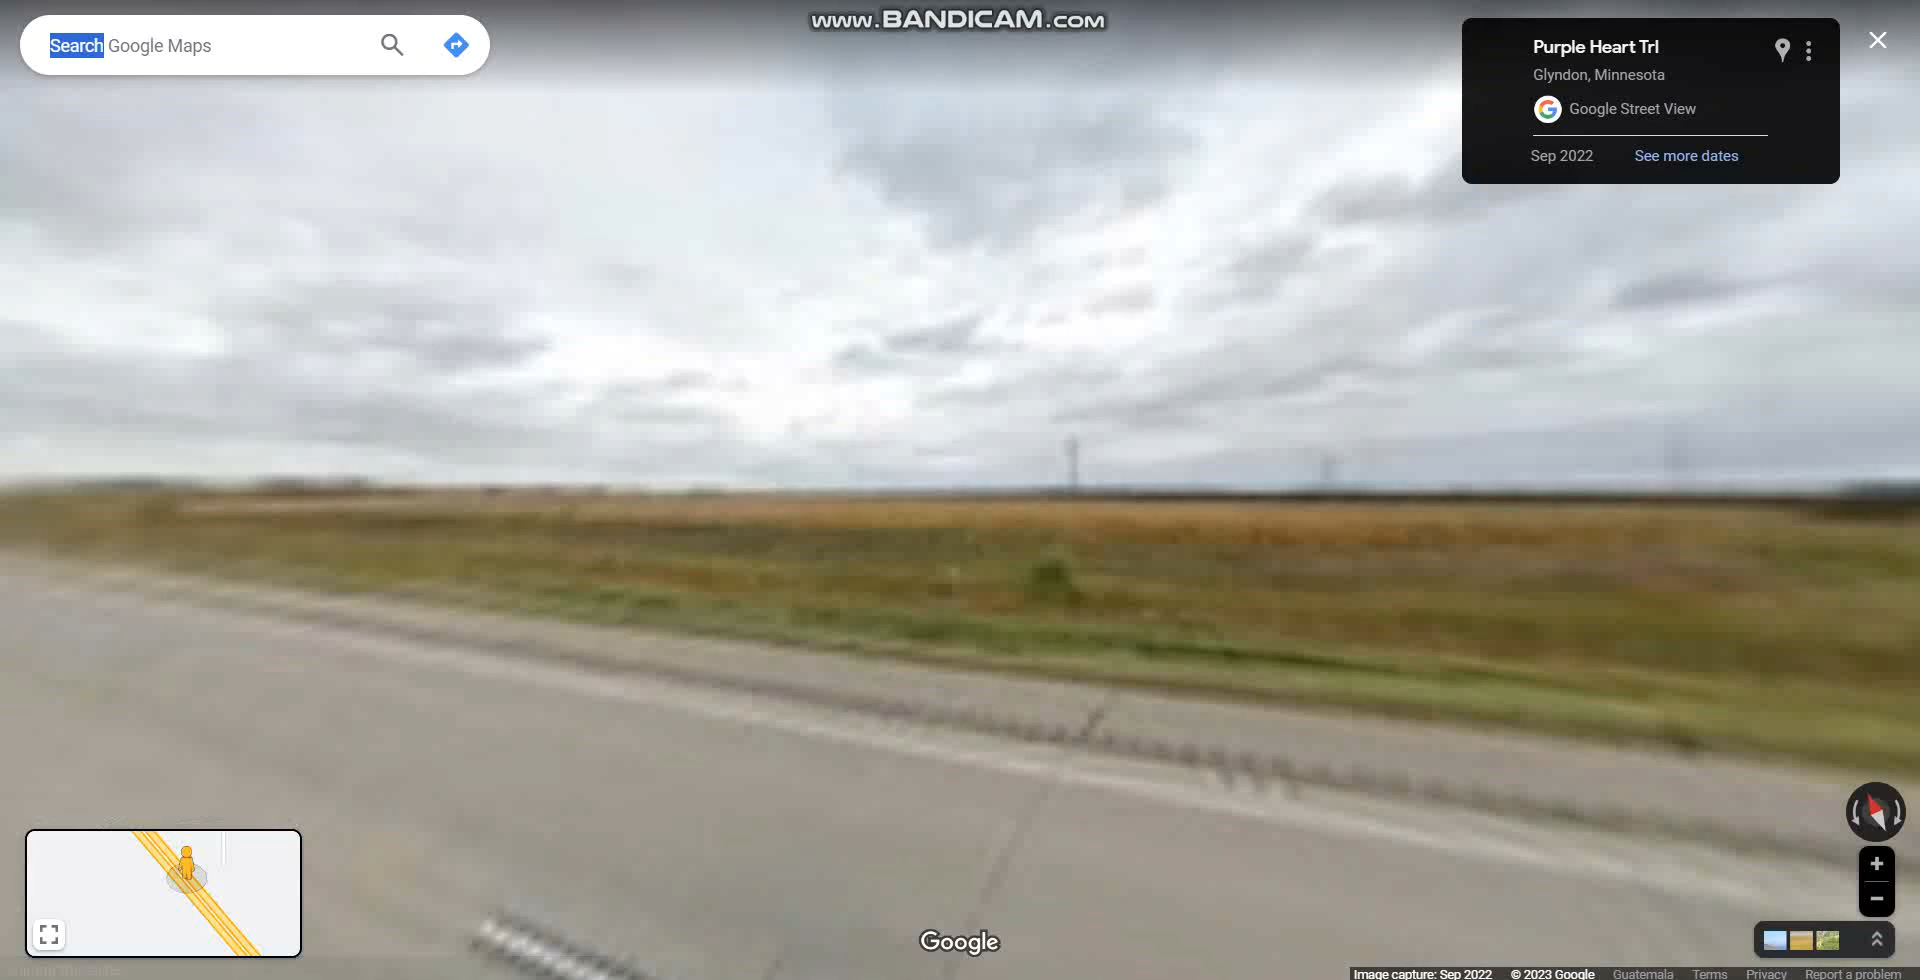 www.BANDICAM.com
Search Google Maps
Purple Heart Trl
Glyndon, Minnesota
Google Street View
Sep 2022 See more dates
Google
Image capture: Sep 2022 © 2023 Google Guatemala Terms Privacy Report a problem